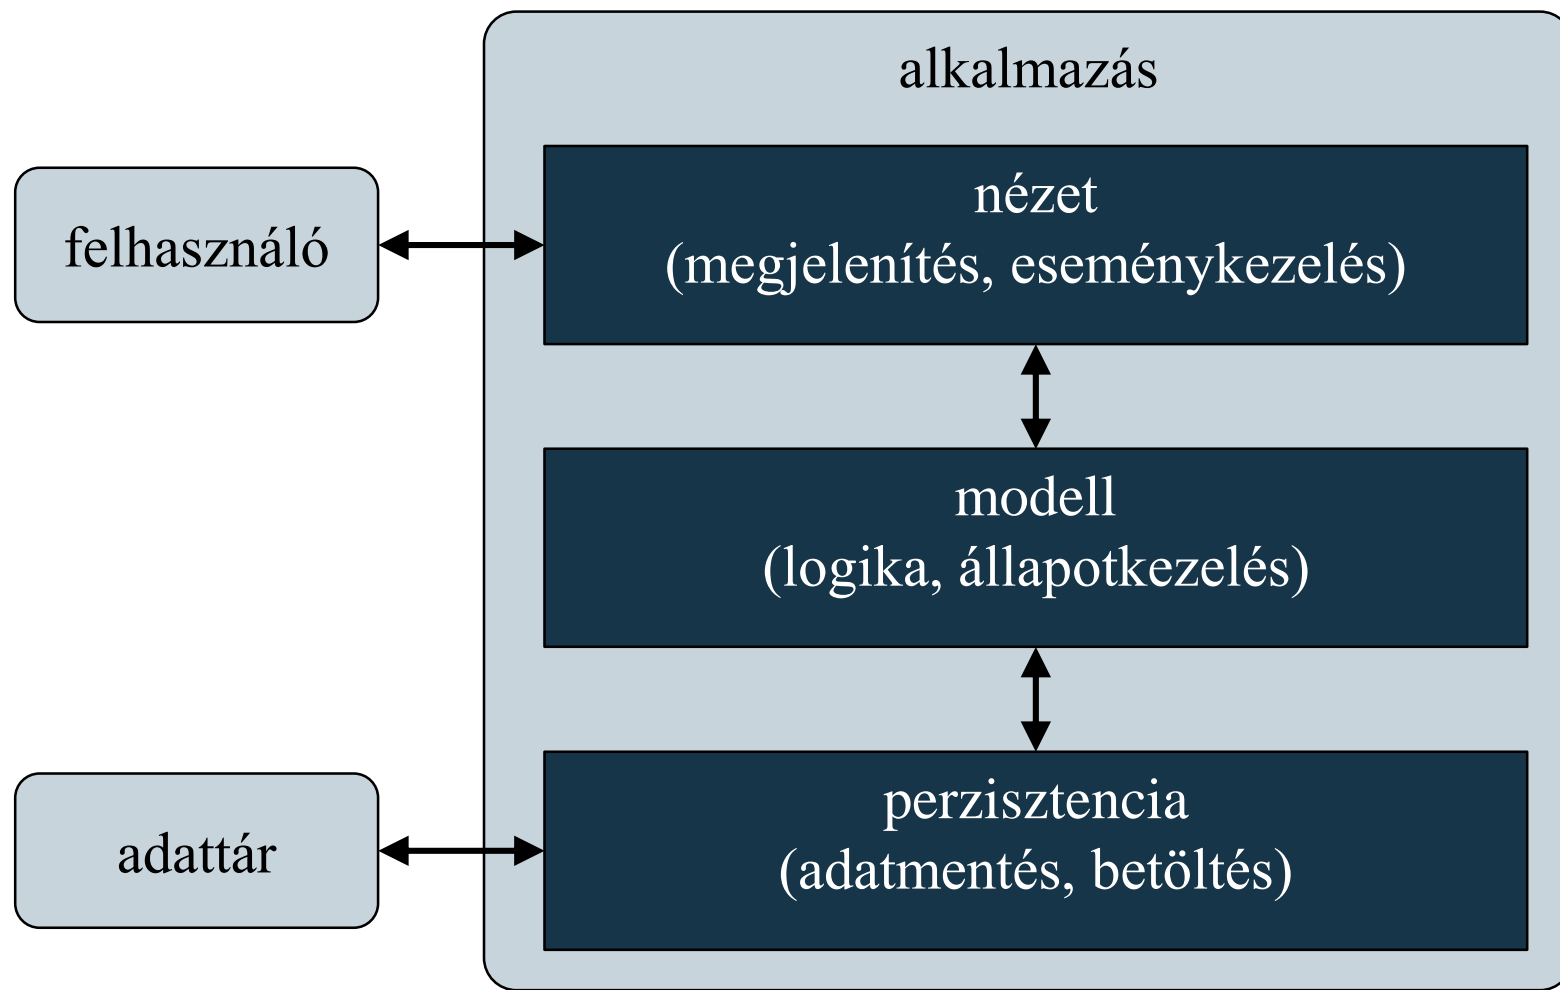 alkalmazás
felhasználó
nézet
(megjelenítés, eseménykezelés)
modell
(logika, állapotkezelés)
adattár
perzisztencia
(adatmentés, betöltés)